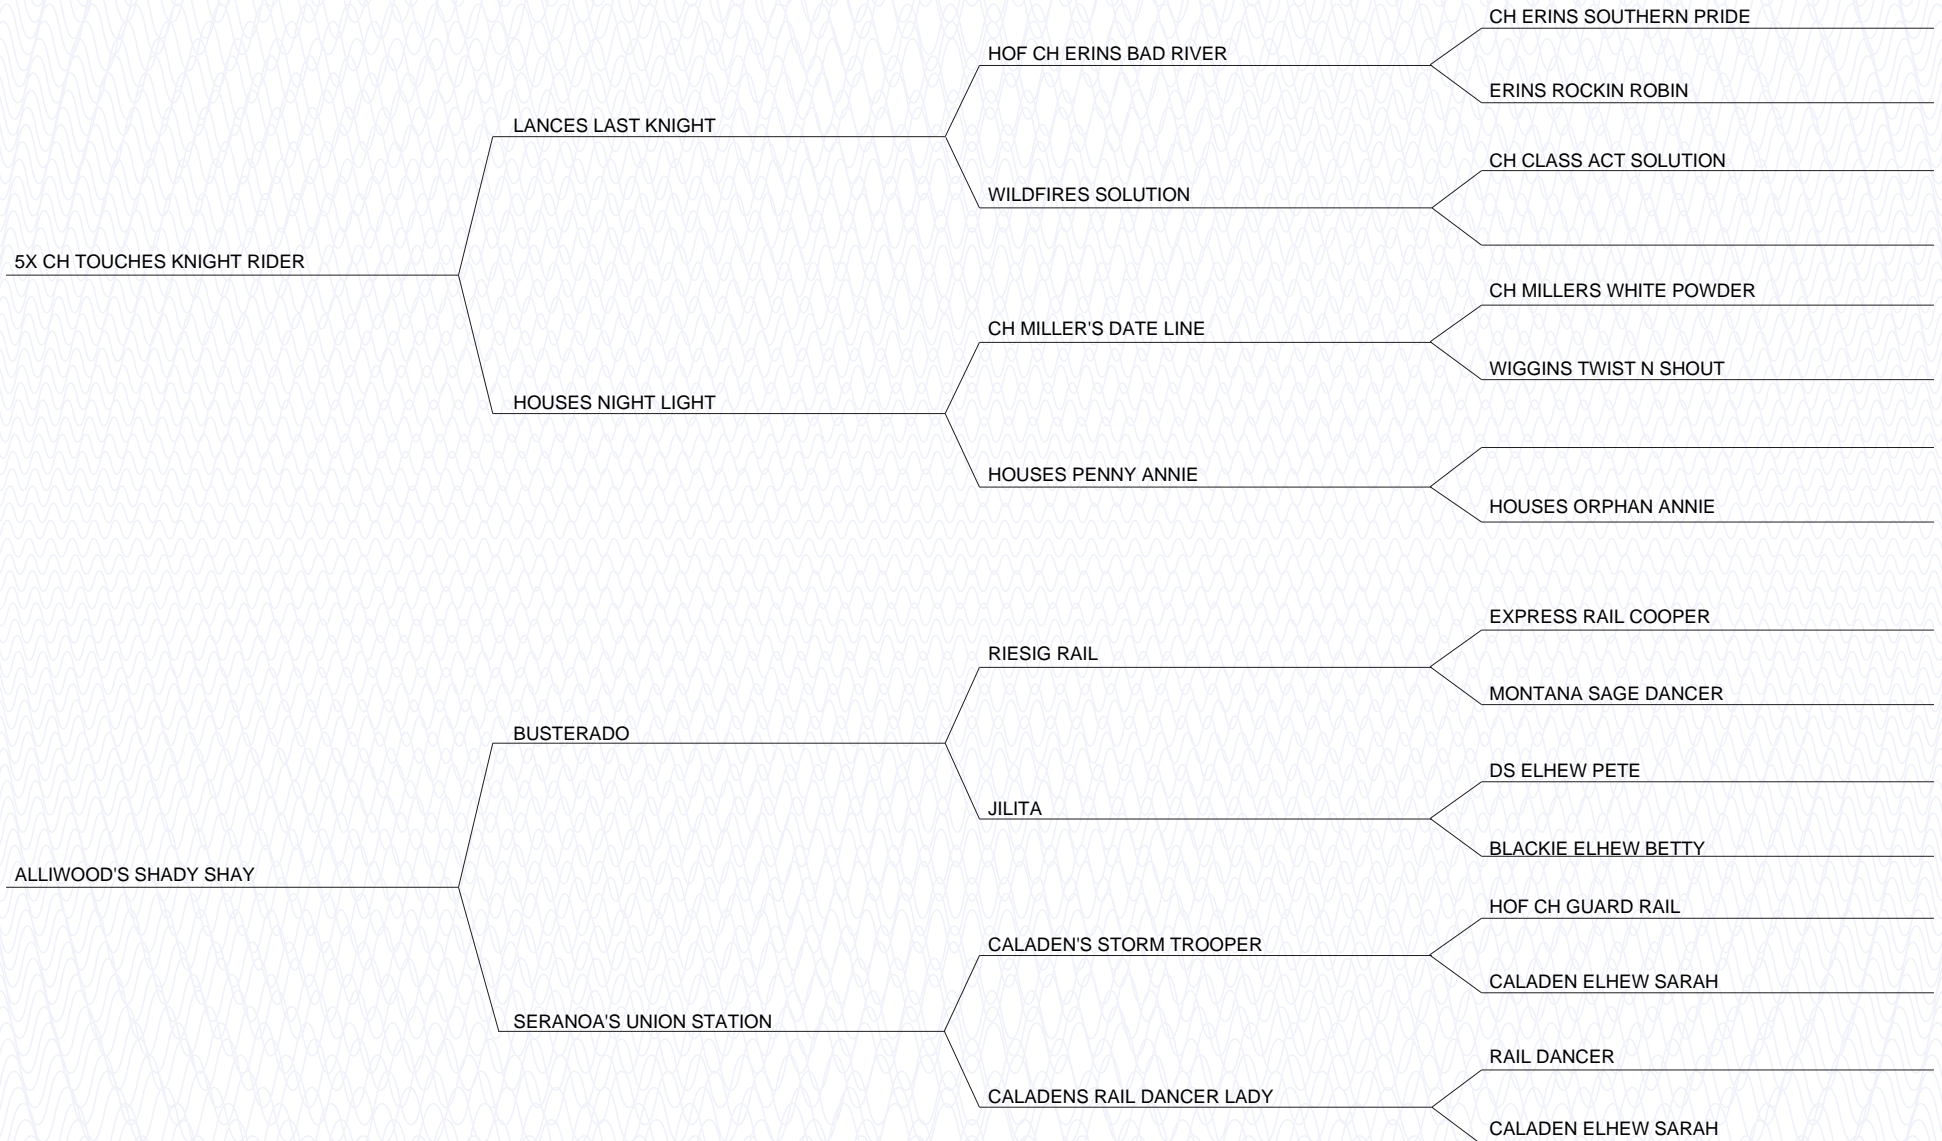 CH ERINS SOUTHERN PRIDE
HOF CH ERINS BAD RIVER
ERINS ROCKIN ROBIN
LANCES LAST KNIGHT
CH CLASS ACT SOLUTION
WILDFIRES SOLUTION
5X CH TOUCHES KNIGHT RIDER
CH MILLERS WHITE POWDER
CH MILLER'S DATE LINE
WIGGINS TWIST N SHOUT
HOUSES NIGHT LIGHT
HOUSES PENNY ANNIE
HOUSES ORPHAN ANNIE
EXPRESS RAIL COOPER
RIESIG RAIL
MONTANA SAGE DANCER
BUSTERADO
DS ELHEW PETE
JILITA
BLACKIE ELHEW BETTY
ALLIWOOD'S SHADY SHAY
HOF CH GUARD RAIL
CALADEN'S STORM TROOPER
CALADEN ELHEW SARAH
SERANOA'S UNION STATION
RAIL DANCER
CALADENS RAIL DANCER LADY
CALADEN ELHEW SARAH